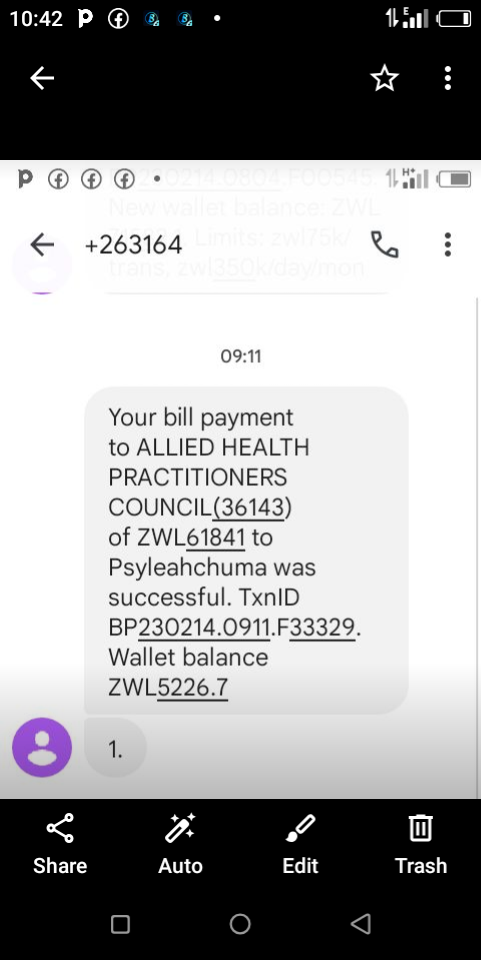 10:42
E
H+
230214.0804.F00545.
New wallet balance: ZWL
+263164
Limits: zwl75k/
trans; zwl350k/day/mon
09:11
Your bill payment
to ALLIED HEALTH
PRACTITIONERS
COUNCIL(36143)
of ZWL61841 to
Psyleahchuma was
successful. TxnID
BP230214.0911.F33329.
Wallet balance
ZWL5226.7
1.
Share
Auto
Edit
Trash